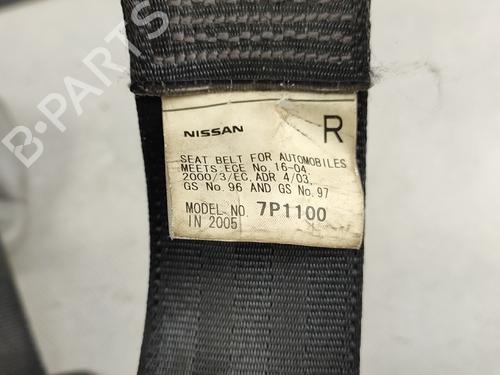 B-PARTS
NISSAN R
SEAT BELT FOR AUTOMOBILES
MEETS ECE No. 16-04,
2000/3/EC, ADR 4/03,
GS No. 96 AND GS No. 97
MODEL NO. 7P1100
IN 2005